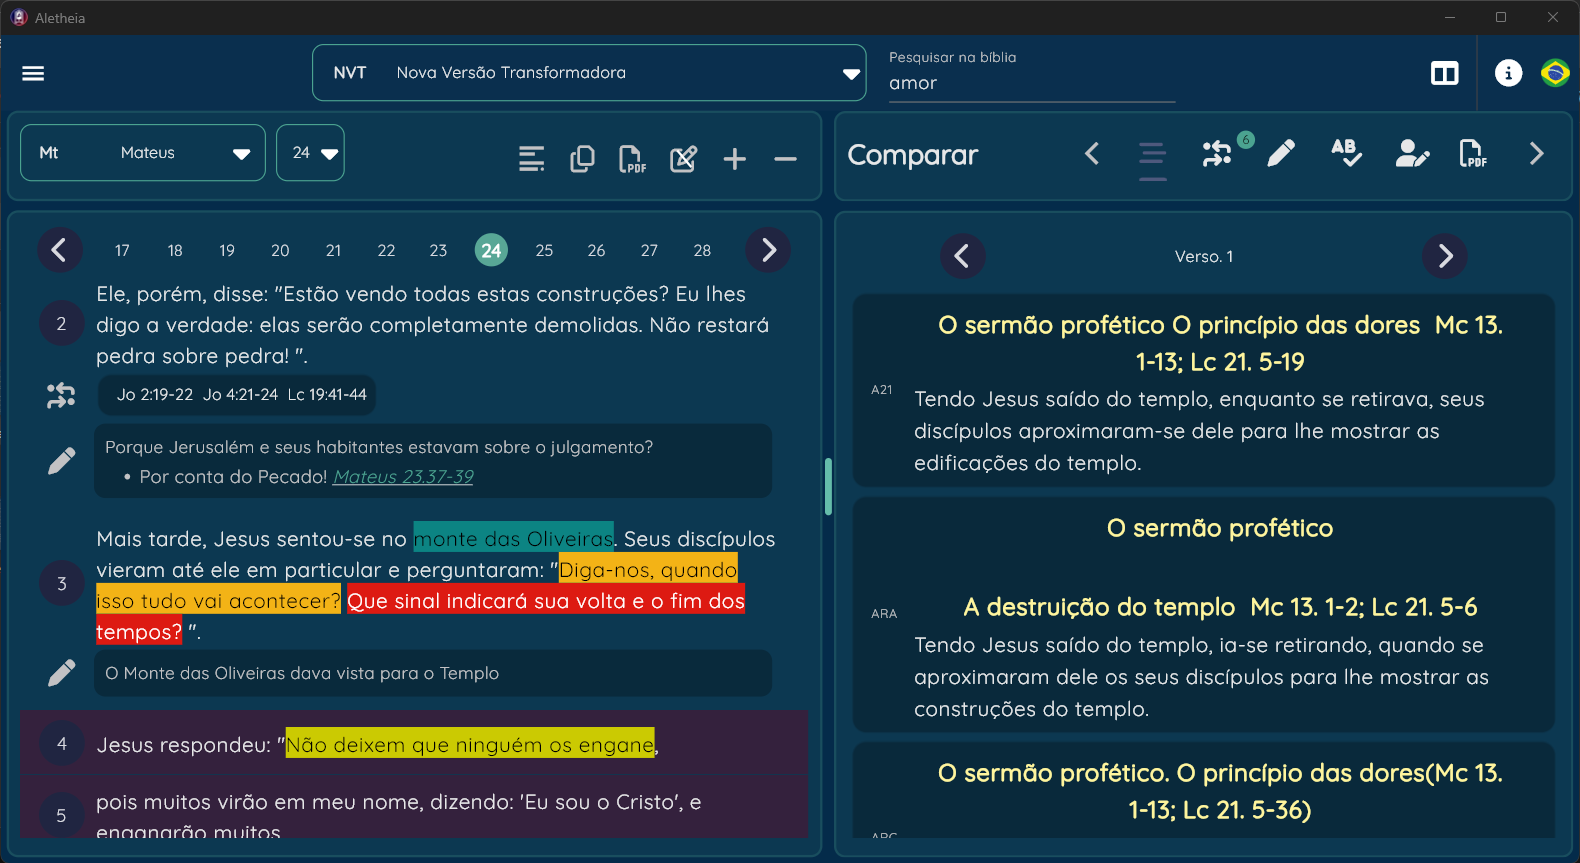 Aletheia
NVT Nova Versão Transformadora
Pesquisar na bíblia
amor
Mt Mateus 24
PDF
17 18 19 20 21 22 23 24 25 26 27 28
2
Ele, porém, disse: "Estão vendo todas estas construções? Eu lhes
digo a verdade: elas serão completamente demolidas. Não restará
pedra sobre pedra! ".
Jo 2:19-22 Jo 4:21-24 Lc 19:41-44
Porque Jerusalém e seus habitantes estavam sobre o julgamento?
• Por conta do Pecado! Mateus 23.37-39
3
Mais tarde, Jesus sentou-se no monte das Oliveiras. Seus discípulos
vieram até ele em particular e perguntaram: "Diga-nos, quando
isso tudo vai acontecer? Que sinal indicará sua volta e o fim dos
tempos? ".
O Monte das Oliveiras dava vista para o Templo
4
Jesus respondeu: "Não deixem que ninguém os engane,
5
pois muitos virão em meu nome, dizendo: 'Eu sou o Cristo', e
enganarão muitos
Comparar
6
AB
PDF
Verso. 1
O sermão profético O princípio das dores Mc 13.
1-13; Lc 21. 5-19
A21
Tendo Jesus saído do templo, enquanto se retirava, seus
discípulos aproximaram-se dele para lhe mostrar as
edificações do templo.
O sermão profético
A destruição do templo Mc 13. 1-2; Lc 21. 5-6
ARA
Tendo Jesus saído do templo, ia-se retirando, quando se
aproximaram dele os seus discípulos para lhe mostrar as
construções do templo.
O sermão profético. O princípio das dores(Mc 13.
1-13; Lc 21. 5-36)
ARC